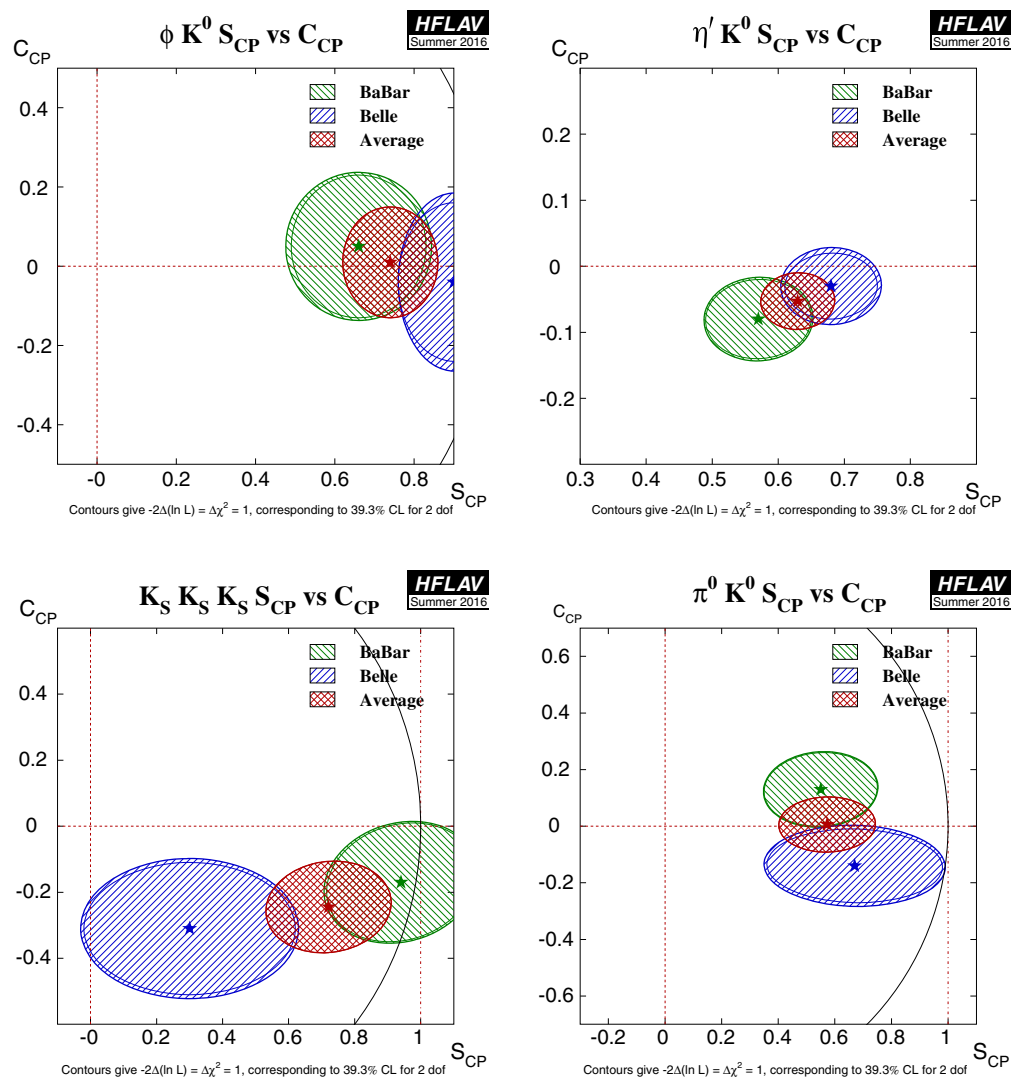 ϕ K⁰ S_CP vs C_CP
HFLAV
Summer 2016
C_CP
BaBar
Belle
Average
0.4
0.2
0
-0.2
-0.4
-0 0.2 0.4 0.6 0.8
S_CP
Contours give -2Δ(ln L) = Δχ² = 1, corresponding to 39.3% CL for 2 dof
η′ K⁰ S_CP vs C_CP
HFLAV
Summer 2016
C_CP
BaBar
Belle
Average
0.2
0.1
0
-0.1
-0.2
0.3 0.4 0.5 0.6 0.7 0.8
S_CP
Contours give -2Δ(ln L) = Δχ² = 1, corresponding to 39.3% CL for 2 dof
K_S K_S K_S S_CP vs C_CP
HFLAV
Summer 2016
C_CP
BaBar
Belle
Average
0.4
0.2
0
-0.2
-0.4
-0 0.2 0.4 0.6 0.8 1
S_CP
Contours give -2Δ(ln L) = Δχ² = 1, corresponding to 39.3% CL for 2 dof
π⁰ K⁰ S_CP vs C_CP
HFLAV
Summer 2016
C_CP
BaBar
Belle
Average
0.6
0.4
0.2
0
-0.2
-0.4
-0.6
-0.2 0 0.2 0.4 0.6 0.8 1
S_CP
Contours give -2Δ(ln L) = Δχ² = 1, corresponding to 39.3% CL for 2 dof